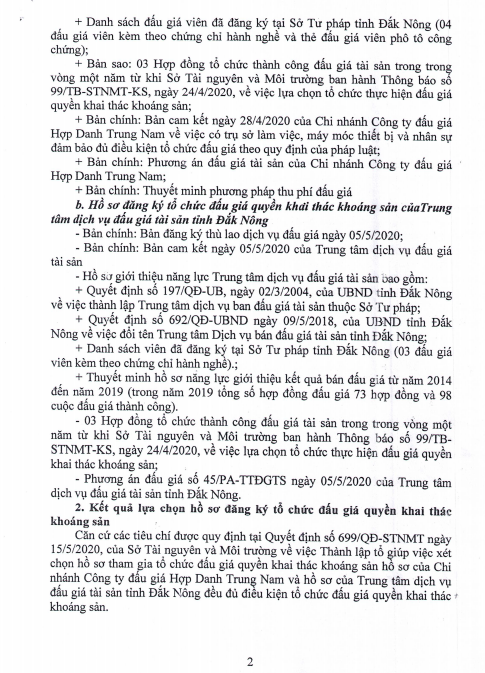 + Danh sách đấu giá viên đã đăng ký tại Sở Tư pháp tỉnh Đắk Nông (04
đấu giá viên kèm theo chứng chỉ hành nghề và thẻ đấu giá viên phô tô công
chứng);
+ Bản sao: 03 Hợp đồng tổ chức thành công đấu giá tài sản trong trong
vòng một năm từ khi Sở Tài nguyên và Môi trường ban hành Thông báo số
99/TB-STNMT-KS, ngày 24/4/2020, về việc lựa chọn tổ chức thực hiện đấu giá
quyền khai thác khoáng sản;
+ Bản chính: Bản cam kết ngày 28/4/2020 của Chi nhánh Công ty đấu giá
Hợp Danh Trung Nam về việc có trụ sở làm việc, máy móc thiết bị và nhân sự
đảm bảo đủ điều kiện tổ chức đấu giá theo quy định của pháp luật;
+ Bản chính: Phương án đấu giá tài sản của Chi nhánh Công ty đấu giá
Hợp Danh Trung Nam;
+ Bản chính: Thuyết minh phương pháp thu phí đấu giá
b. Hồ sơ đăng ký tổ chức đấu giá quyền khai thác khoáng sản củaTrung
tâm dịch vụ đấu giá tài sản tỉnh Đắk Nông
- Bản chính: Bản đăng ký thù lao dịch vụ đấu giá ngày 05/5/2020;
- Bản chính: Bản cam kết ngày 05/5/2020 của Trung tâm dịch vụ đấu giá
tài sản
- Hồ sơ giới thiệu năng lực Trung tâm dịch vụ đấu giá tài sản bao gồm:
+ Quyết định số 197/QĐ-UB, ngày 02/3/2004, của UBND tỉnh Đắk Nông
về việc thành lập Trung tâm dịch vụ ban đấu giá tài sản thuộc Sở Tư pháp;
+ Quyết định số 692/QĐ-UBND ngày 09/5/2018, của UBND tỉnh Đắk
Nông về việc đổi tên Trung tâm Dịch vụ bán đấu giá tài sản tỉnh Đắk Nông;
+ Danh sách viên đã đăng ký tại Sở Tư pháp tỉnh Đắk Nông (03 đấu giá
viên kèm theo chứng chỉ hành nghề).;
+ Thuyết minh hồ sơ năng lực giới thiệu kết quả bán đấu giá từ năm 2014
đến năm 2019 (trong năm 2019 tổng số hợp đồng đấu giá 73 hợp đồng và 98
cuộc đấu giá thành công).
- 03 Hợp đồng tổ chức thành công đấu giá tài sản trong trong vòng một
năm từ khi Sở Tài nguyên và Môi trường ban hành Thông báo số 99/TB-
STNMT-KS, ngày 24/4/2020, về việc lựa chọn tổ chức thực hiện đấu giá quyền
khai thác khoáng sản;
- Phương án đấu giá số 45/PA-TTĐGTS ngày 05/5/2020 của Trung tâm
dịch vụ đấu giá tài sản tỉnh Đắk Nông.
2. Kết quả lựa chọn hồ sơ đăng ký tổ chức đấu giá quyền khai thác
khoáng sản
Căn cứ các tiêu chí được quy định tại Quyết định số 699/QĐ-STNMT ngày
15/5/2020, của Sở Tài nguyên và Môi trường về việc Thành lập tổ giúp việc xét
chọn hồ sơ tham gia tổ chức đấu giá quyền khai thác khoáng sản hồ sơ của Chi
nhánh Công ty đấu giá Hợp Danh Trung Nam và hồ sơ của Trung tâm dịch vụ
đấu giá tài sản tỉnh Đắk Nông đều đủ điều kiện tổ chức đấu giá quyền khai thác
khoáng sản.
2